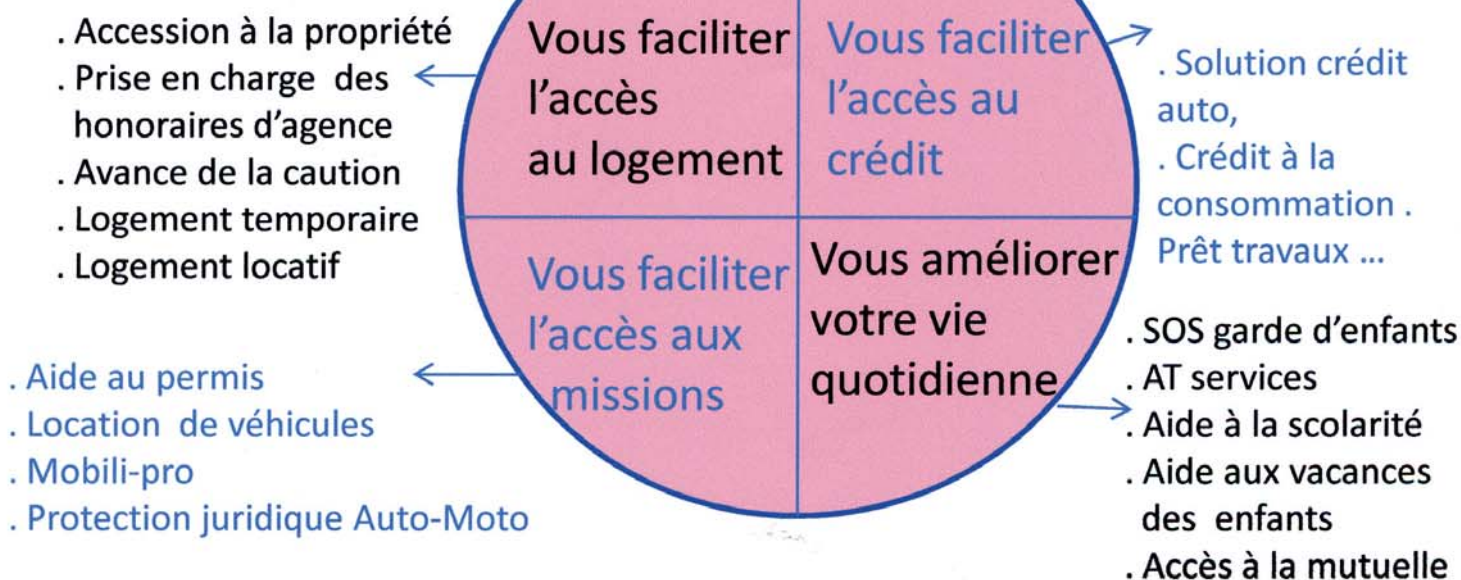 . Accession à la propriété
. Prise en charge des
honoraires d'agence
. Avance de la caution
. Logement temporaire
. Logement locatif
Vous faciliter
l'accès
au logement
Vous faciliter
l'accès au
crédit
. Solution crédit
auto,
. Crédit à la
consommation .
Prêt travaux ...
. Aide au permis
. Location de véhicules
. Mobili-pro
. Protection juridique Auto-Moto
Vous faciliter
l'accès aux
missions
Vous améliorer
votre vie
quotidienne
. SOS garde d'enfants
. AT services
. Aide à la scolarité
. Aide aux vacances
des enfants
. Accès à la mutuelle